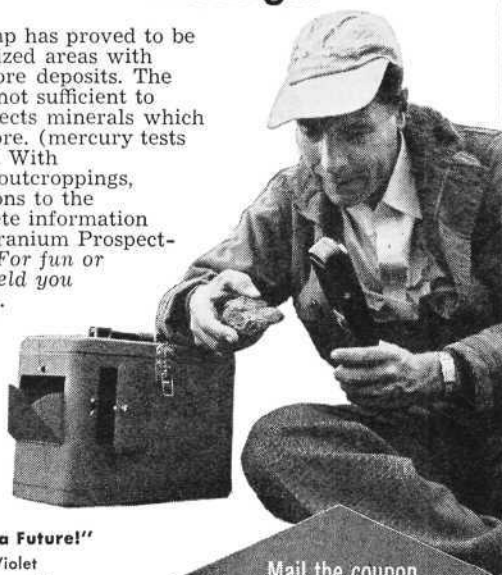 mp has proved to be
ized areas with
ore deposits. The
not sufficient to
ects minerals which
ore. (mercury tests
With
outcroppings,
ons to the
te information
ranium Prospect-
For fun or
eld you
a Future!"
Violet
Mail the coupon